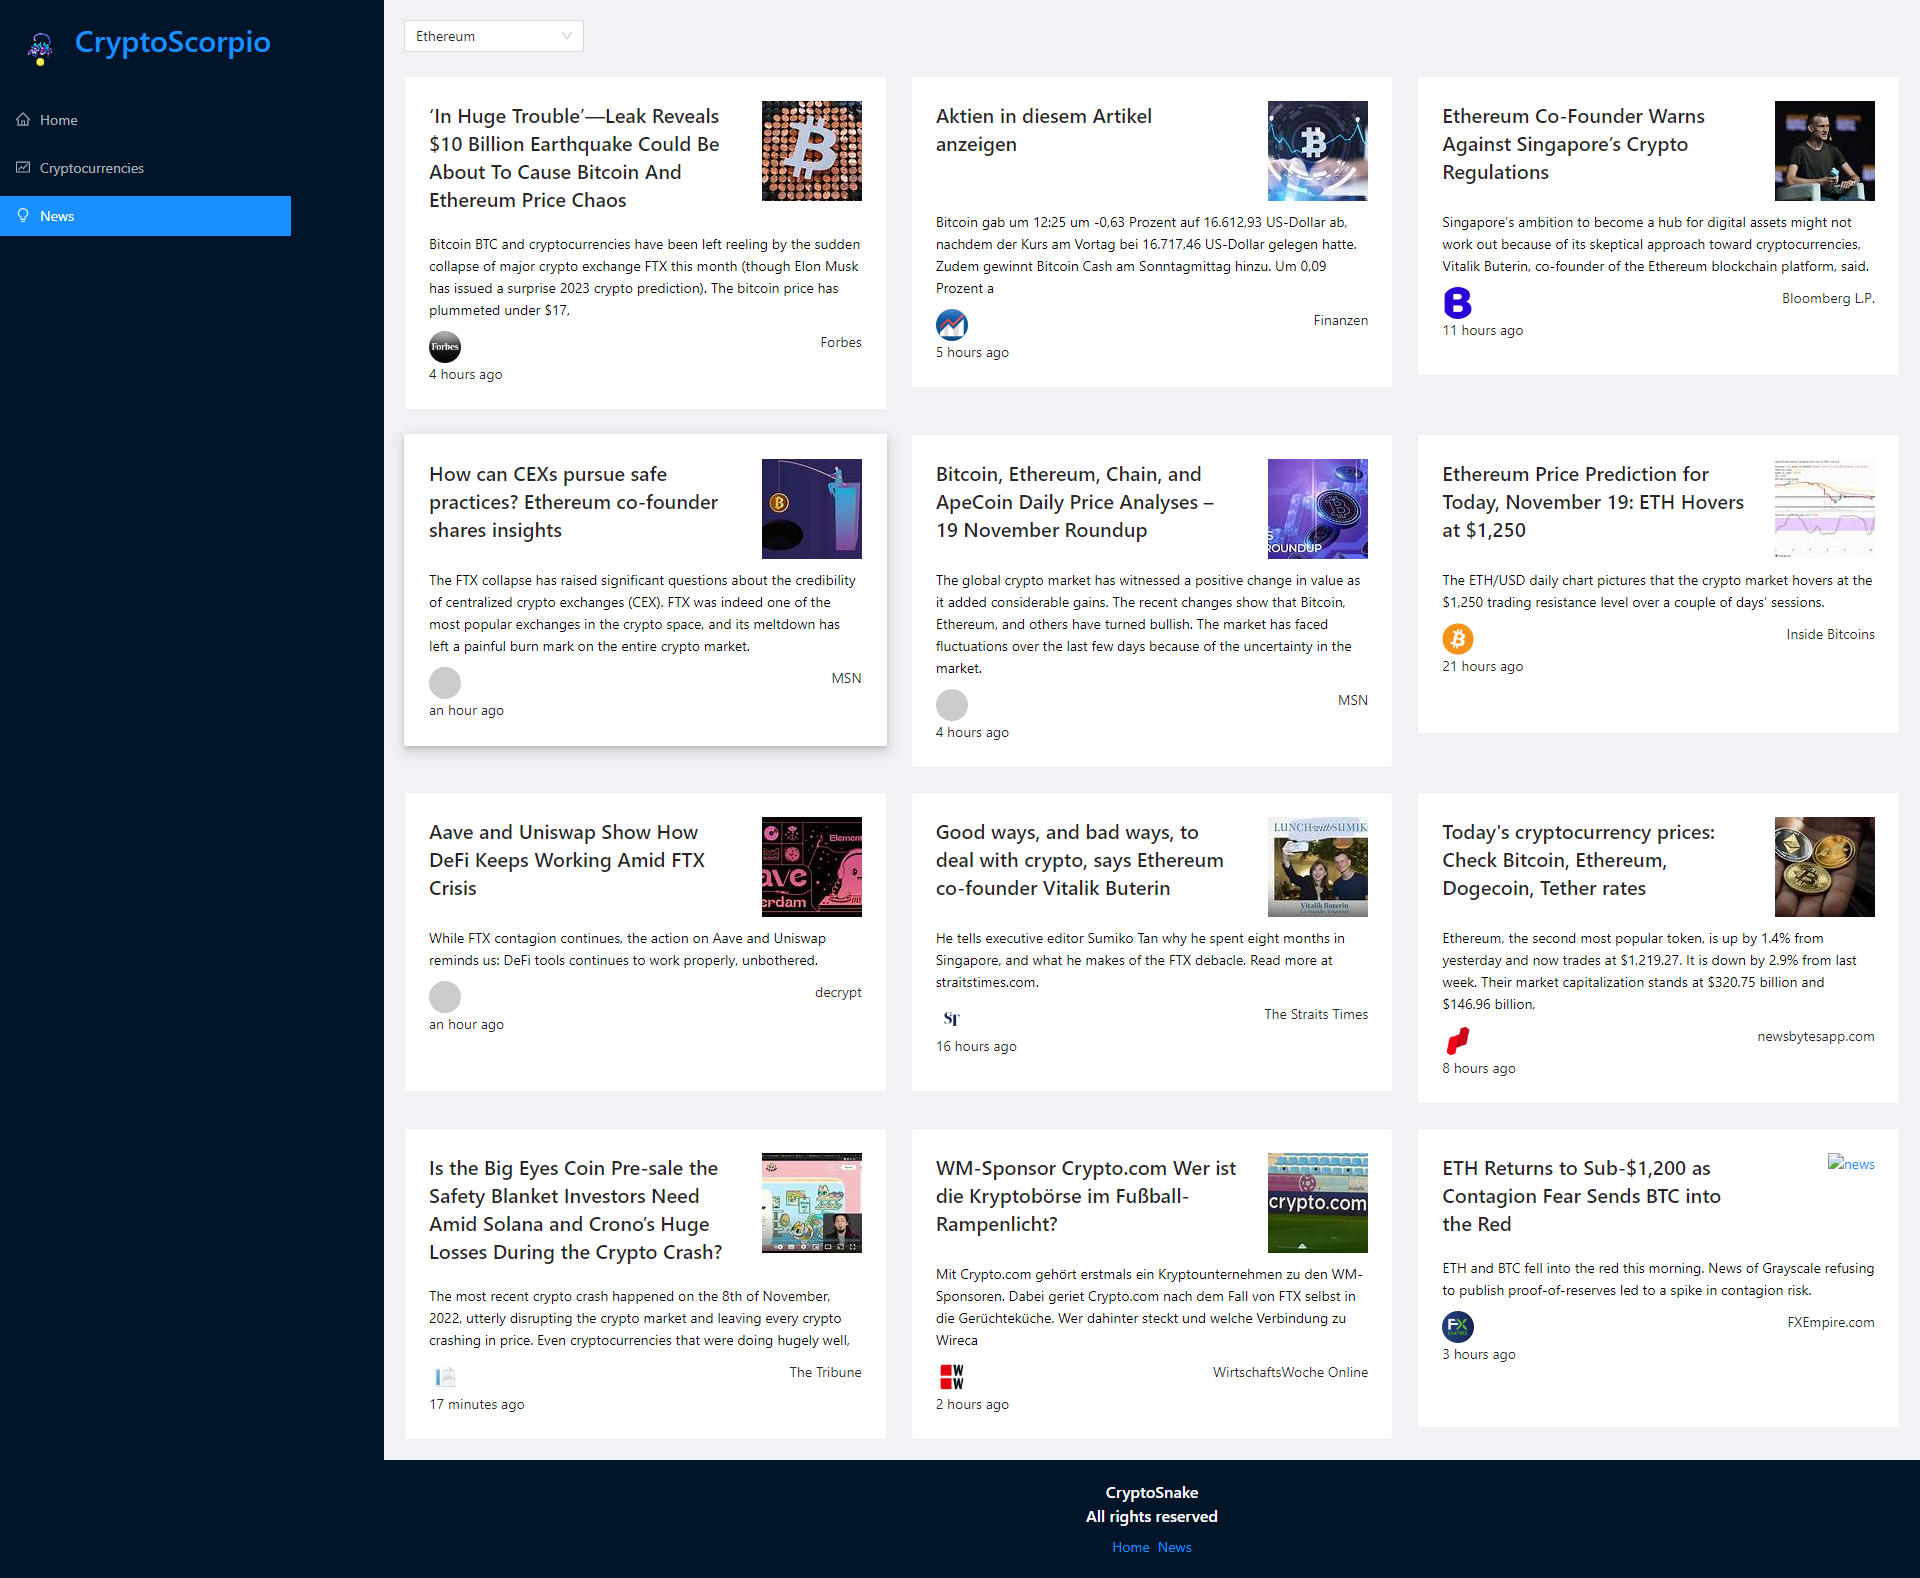 CryptoScorpio
Home
Cryptocurrencies
News
Ethereum
‘In Huge Trouble’—Leak Reveals
$10 Billion Earthquake Could Be
About To Cause Bitcoin And
Ethereum Price Chaos
Bitcoin BTC and cryptocurrencies have been left reeling by the sudden
collapse of major crypto exchange FTX this month (though Elon Musk
has issued a surprise 2023 crypto prediction). The bitcoin price has
plummeted under $17,
Forbes
Forbes
4 hours ago
Aktien in diesem Artikel
anzeigen
Bitcoin gab um 12:25 um -0,63 Prozent auf 16.612,93 US-Dollar ab,
nachdem der Kurs am Vortag bei 16.717,46 US-Dollar gelegen hatte.
Zudem gewinnt Bitcoin Cash am Sonntagmittag hinzu. Um 0,09
Prozent a
Finanzen
5 hours ago
Ethereum Co-Founder Warns
Against Singapore’s Crypto
Regulations
Singapore’s ambition to become a hub for digital assets might not
work out because of its skeptical approach toward cryptocurrencies,
Vitalik Buterin, co-founder of the Ethereum blockchain platform, said.
B
Bloomberg L.P.
11 hours ago
How can CEXs pursue safe
practices? Ethereum co-founder
shares insights
The FTX collapse has raised significant questions about the credibility
of centralized crypto exchanges (CEX). FTX was indeed one of the
most popular exchanges in the crypto space, and its meltdown has
left a painful burn mark on the entire crypto market.
MSN
an hour ago
Bitcoin, Ethereum, Chain, and
ApeCoin Daily Price Analyses –
19 November Roundup
S
ROUNDUP
The global crypto market has witnessed a positive change in value as
it added considerable gains. The recent changes show that Bitcoin,
Ethereum, and others have turned bullish. The market has faced
fluctuations over the last few days because of the uncertainty in the
market.
MSN
4 hours ago
Ethereum Price Prediction for
Today, November 19: ETH Hovers
at $1,250
The ETH/USD daily chart pictures that the crypto market hovers at the
$1,250 trading resistance level over a couple of days’ sessions.
Inside Bitcoins
21 hours ago
Aave and Uniswap Show How
DeFi Keeps Working Amid FTX
Crisis
Element
ave
erdam
While FTX contagion continues, the action on Aave and Uniswap
reminds us: DeFi tools continues to work properly, unbothered.
decrypt
an hour ago
Good ways, and bad ways, to
deal with crypto, says Ethereum
co-founder Vitalik Buterin
LUNCH with SUMIK
Vitalik Buterin
He tells executive editor Sumiko Tan why he spent eight months in
Singapore, and what he makes of the FTX debacle. Read more at
straitstimes.com.
ST
The Straits Times
16 hours ago
Today's cryptocurrency prices:
Check Bitcoin, Ethereum,
Dogecoin, Tether rates
Ethereum, the second most popular token, is up by 1.4% from
yesterday and now trades at $1,219.27. It is down by 2.9% from last
week. Their market capitalization stands at $320.75 billion and
$146.96 billion,
newsbytesapp.com
8 hours ago
Is the Big Eyes Coin Pre-sale the
Safety Blanket Investors Need
Amid Solana and Crono’s Huge
Losses During the Crypto Crash?
The most recent crypto crash happened on the 8th of November,
2022, utterly disrupting the crypto market and leaving every crypto
crashing in price. Even cryptocurrencies that were doing hugely well,
The Tribune
17 minutes ago
WM-Sponsor Crypto.com Wer ist
die Kryptobörse im Fußball-
Rampenlicht?
crypto.com
Mit Crypto.com gehört erstmals ein Kryptounternehmen zu den WM-
Sponsoren. Dabei geriet Crypto.com nach dem Fall von FTX selbst in
die Gerüchteküche. Wer dahinter steckt und welche Verbindung zu
Wireca
W
W
WirtschaftsWoche Online
2 hours ago
ETH Returns to Sub-$1,200 as
Contagion Fear Sends BTC into
the Red
news
ETH and BTC fell into the red this morning. News of Grayscale refusing
to publish proof-of-reserves led to a spike in contagion risk.
FX
EMPIRE
FXEmpire.com
3 hours ago
CryptoSnake
All rights reserved
Home News